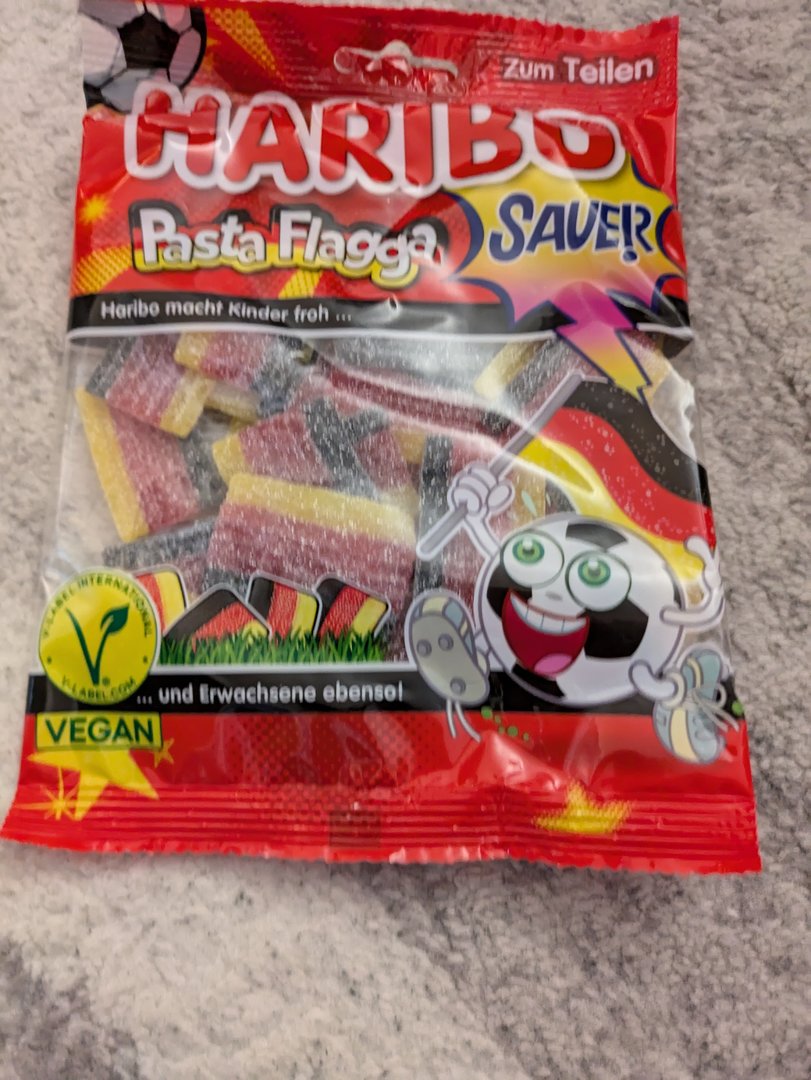 Zum Teilen
HARIBO
Pasta Flagga
SAUER
Haribo macht Kinder froh ...
V-LABEL INTERNATIONAL
V-LABEL.COM
... und Erwachsene ebenso!
VEGAN